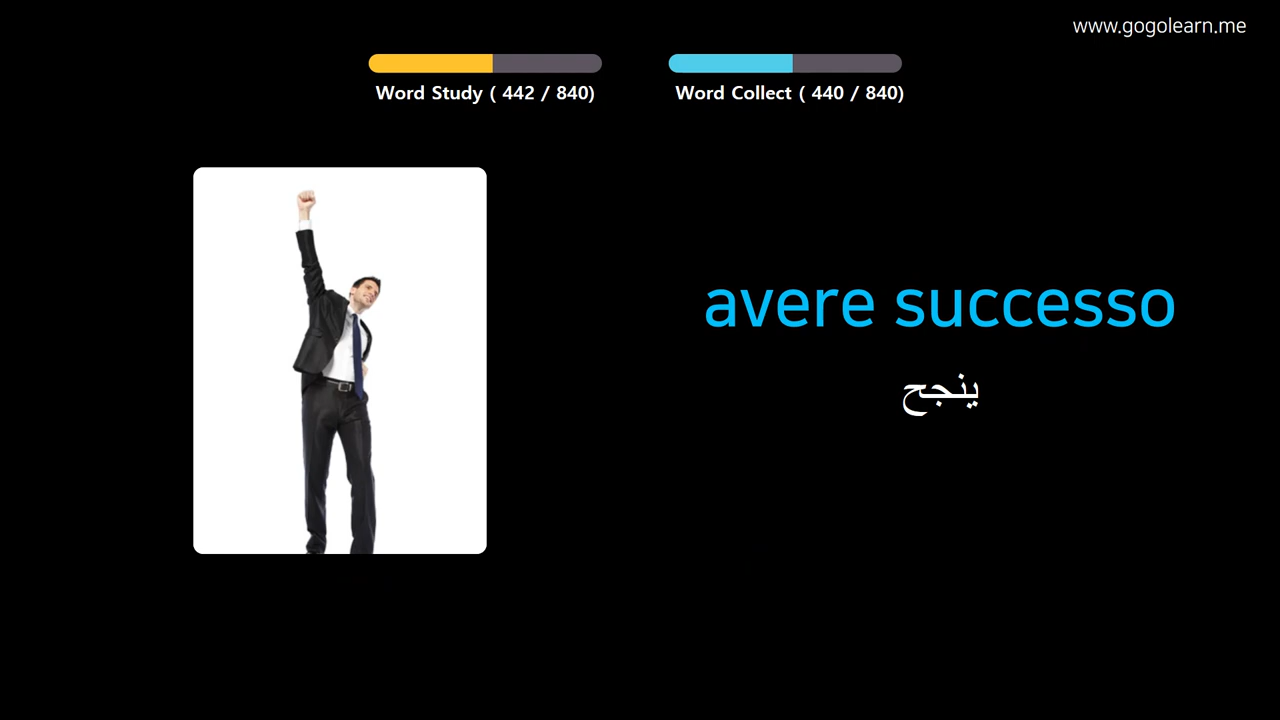 www.gogolearn.me
Word Study ( 442 / 840)
Word Collect ( 440 / 840)
avere successo
ينجح